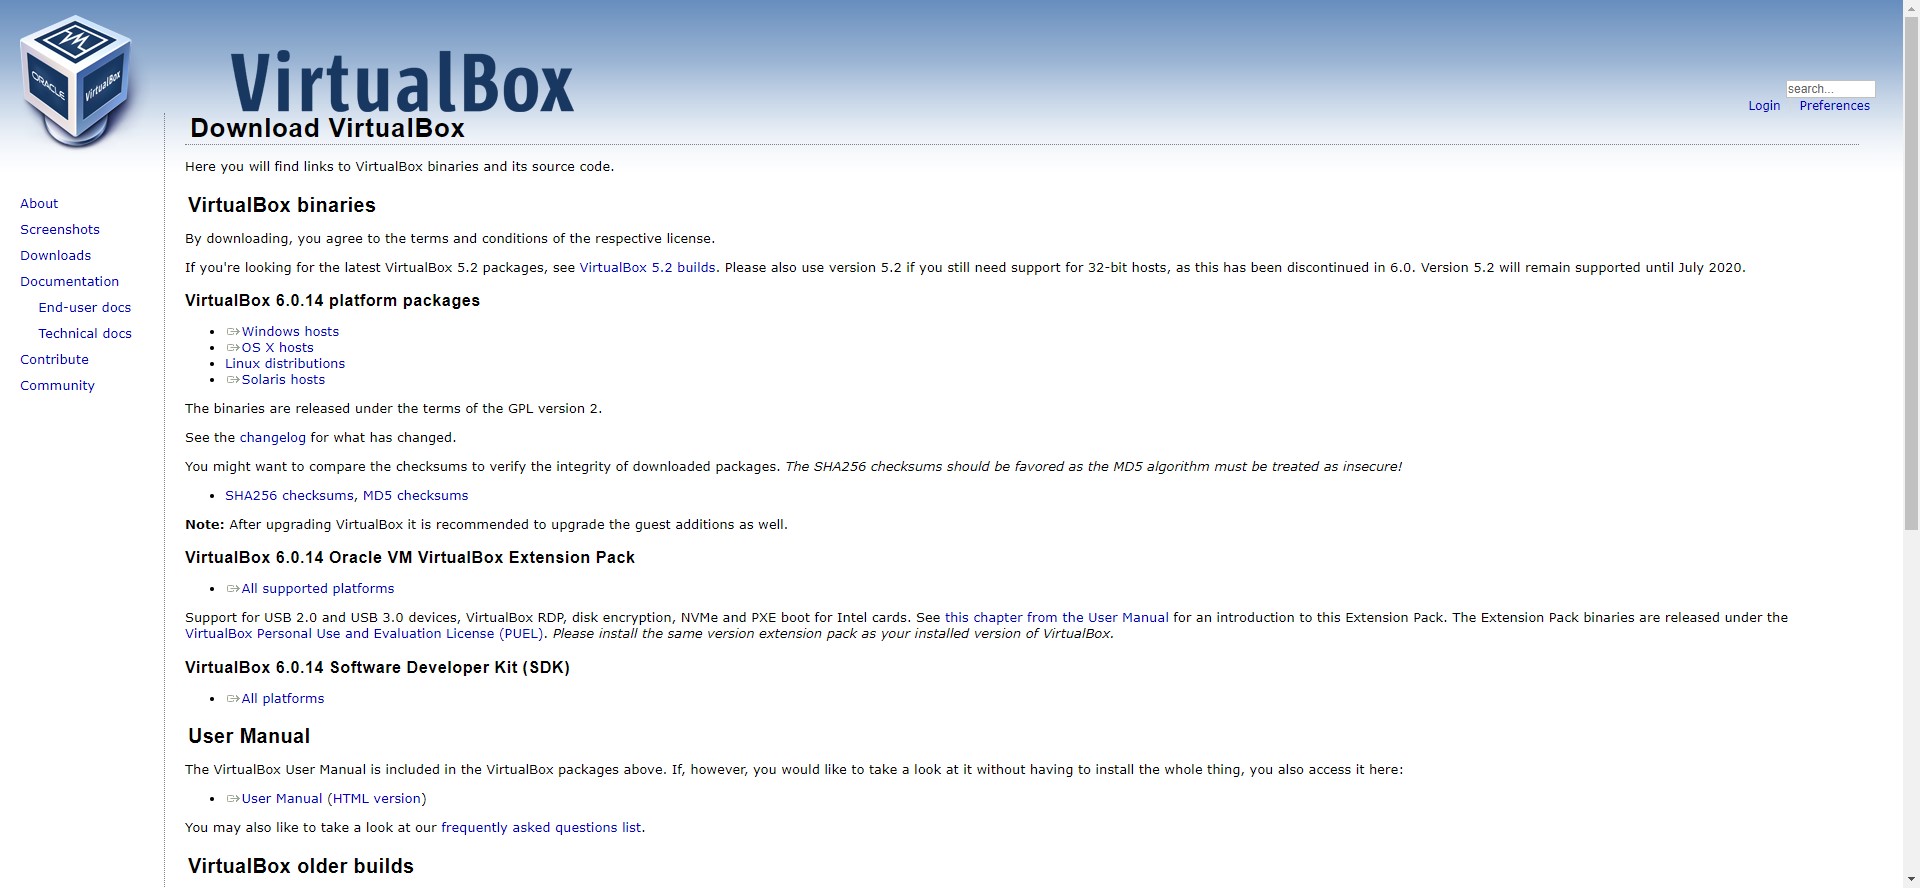 ORACLE
VirtualBox
VirtualBox
search...
Login Preferences
Download VirtualBox
Here you will find links to VirtualBox binaries and its source code.
About
Screenshots
Downloads
Documentation
End-user docs
Technical docs
Contribute
Community
VirtualBox binaries
By downloading, you agree to the terms and conditions of the respective license.
If you're looking for the latest VirtualBox 5.2 packages, see VirtualBox 5.2 builds. Please also use version 5.2 if you still need support for 32-bit hosts, as this has been discontinued in 6.0. Version 5.2 will remain supported until July 2020.
VirtualBox 6.0.14 platform packages
Windows hosts
OS X hosts
Linux distributions
Solaris hosts
The binaries are released under the terms of the GPL version 2.
See the changelog for what has changed.
You might want to compare the checksums to verify the integrity of downloaded packages. The SHA256 checksums should be favored as the MD5 algorithm must be treated as insecure!
SHA256 checksums, MD5 checksums
Note: After upgrading VirtualBox it is recommended to upgrade the guest additions as well.
VirtualBox 6.0.14 Oracle VM VirtualBox Extension Pack
All supported platforms
Support for USB 2.0 and USB 3.0 devices, VirtualBox RDP, disk encryption, NVMe and PXE boot for Intel cards. See this chapter from the User Manual for an introduction to this Extension Pack. The Extension Pack binaries are released under the
VirtualBox Personal Use and Evaluation License (PUEL). Please install the same version extension pack as your installed version of VirtualBox.
VirtualBox 6.0.14 Software Developer Kit (SDK)
All platforms
User Manual
The VirtualBox User Manual is included in the VirtualBox packages above. If, however, you would like to take a look at it without having to install the whole thing, you also access it here:
User Manual (HTML version)
You may also like to take a look at our frequently asked questions list.
VirtualBox older builds